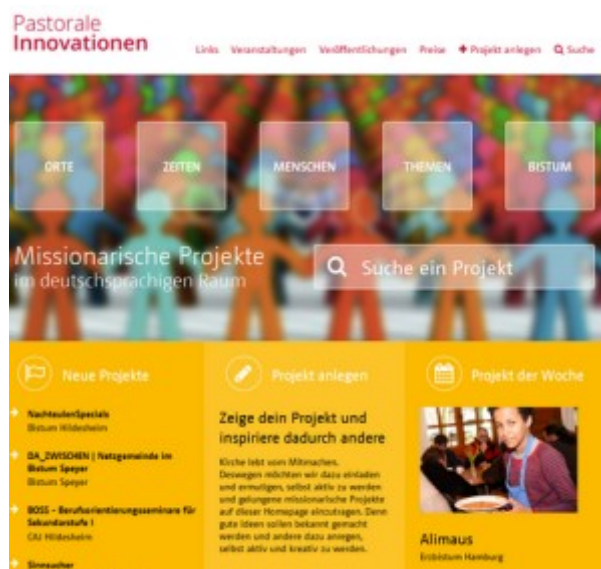 Pastorale
Innovationen
Links Veranstaltungen Veröffentlichungen Preise Projekt anlegen Suche
ORTE ZEITEN MENSCHEN THEMEN BISTUM
Missionarische Projekte
im deutschsprachigen Raum
Suche ein Projekt
Neue Projekte
NachteulenSpecials
Bistum Hildesheim
DA_ZWISCHEN | Netzgemeinde im
Bistum Speyer
Bistum Speyer
BOSS - Berufsorientierungsseminare für
Sekundarstufe I
CAJ Hildesheim
Sinnsucher
Projekt anlegen
Zeige dein Projekt und
inspiriere dadurch andere
Kirche lebt vom Mitmachen.
Deswegen möchten wir dazu einladen
und ermutigen, selbst aktiv zu werden
und gelungene missionarische Projekte
auf dieser Homepage einzutragen. Denn
gute Ideen sollen bekannt gemacht
werden und andere dazu anregen,
selbst aktiv und kreativ zu werden.
Projekt der Woche
Alimaus
Erzbistum Hamburg